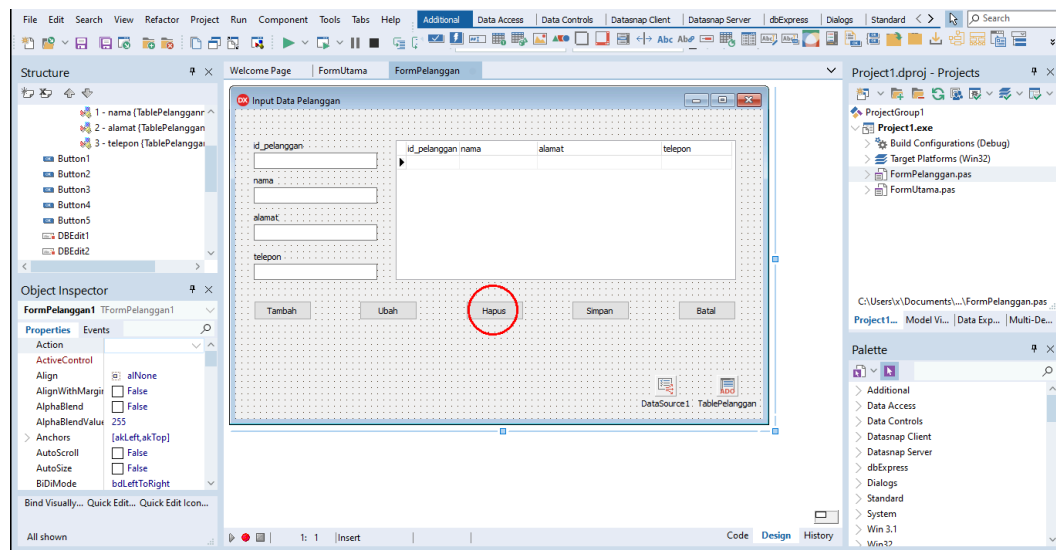 File Edit Search View Refactor Project Run Component Tools Tabs Help Additional Data Access Data Controls Datasnap Client Datasnap Server dbExpress Dialogs Standard Search
Structure
1 - nama {TablePelangganr
2 - alamat {TablePelanggan
3 - telepon {TablePelanggar
Button1
Button2
Button3
Button4
Button5
DBEdit1
DBEdit2
Object Inspector
FormPelanggan1 TFormPelanggan1
Properties Events
Action
ActiveControl
Align alNone
AlignWithMargir False
AlphaBlend False
AlphaBlendValue 255
Anchors [akLeft,akTop]
AutoScroll False
AutoSize False
BiDiMode bdLeftToRight
Bind Visually... Quick Edit... Quick Edit Icon...
All shown
Welcome Page FormUtama FormPelanggan
DX Input Data Pelanggan
id_pelanggan
nama
alamat
telepon
id_pelanggan nama alamat telepon
Tambah Ubah Hapus Simpan Batal
ADO
DataSource1 TablePelanggan
1: 1 Insert
Code Design History
Project1.dproj - Projects
ProjectGroup1
Project1.exe
Build Configurations (Debug)
Target Platforms (Win32)
FormPelanggan.pas
FormUtama.pas
C:\Users\x\Documents\...\FormPelanggan.pas
Project1... Model Vi... Data Exp... Multi-De...
Palette
Additional
Data Access
Data Controls
Datasnap Client
Datasnap Server
dbExpress
Dialogs
Standard
System
Win 3.1
Win32